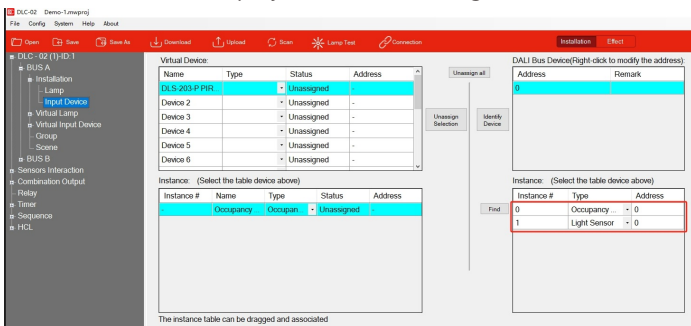 DLC-02 Demo-1.mwproj
File Config System Help About
Open Save Save As Download Upload Scan Lamp Test Connection Installation Effect
DLC - 02 (1)-ID:1
BUS A
Installation
Lamp
Input Device
Virtual Lamp
Virtual Input Device
Group
Scene
BUS B
Sensors Interaction
Combination Output
Relay
Timer
Sequence
HCL
Virtual Device:
Name Type Status Address
DLS-203-P PIR... Unassigned -
Device 2 Unassigned -
Device 3 Unassigned -
Device 4 Unassigned -
Device 5 Unassigned -
Device 6 Unassigned -
Instance: (Select the table device above)
Instance # Name Type Status Address
- Occupancy ... Occupan... Unassigned -
The instance table can be dragged and associated
Unassign all
Unassign Selection
Identify Device
Find
DALI Bus Device(Right-click to modify the address):
Address Remark
0
Instance: (Select the table device above)
Instance # Type Address
0 Occupancy ... 0
1 Light Sensor 0